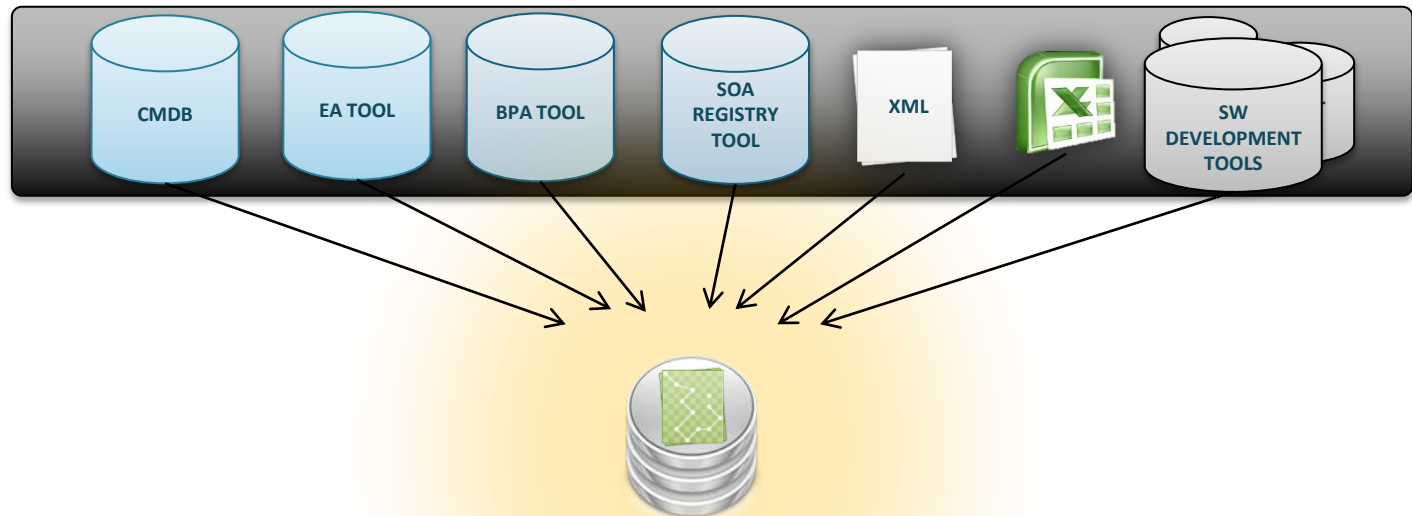 CMDB
EA TOOL
BPA TOOL
SOA
REGISTRY
TOOL
XML
SW
DEVELOPMENT
TOOLS